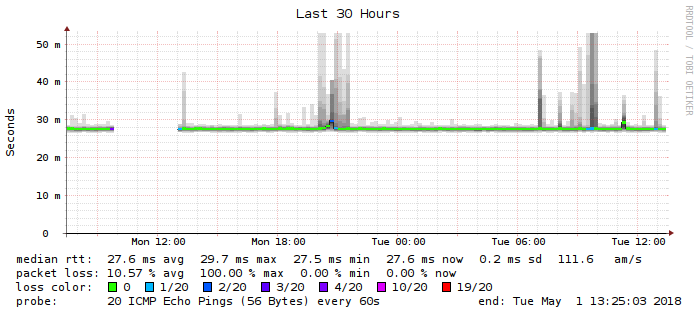 Last 30 Hours
RRDTOOL / TOBI OETIKER
Seconds
50 m
40 m
30 m
20 m
10 m
0
Mon 12:00 Mon 18:00 Tue 00:00 Tue 06:00 Tue 12:00
median rtt: 27.6 ms avg 29.7 ms max 27.5 ms min 27.6 ms now 0.2 ms sd 111.6 am/s
packet loss: 10.57 % avg 100.00 % max 0.00 % min 0.00 % now
loss color: 0 1/20 2/20 3/20 4/20 10/20 19/20
probe: 20 ICMP Echo Pings (56 Bytes) every 60s end: Tue May 1 13:25:03 2018